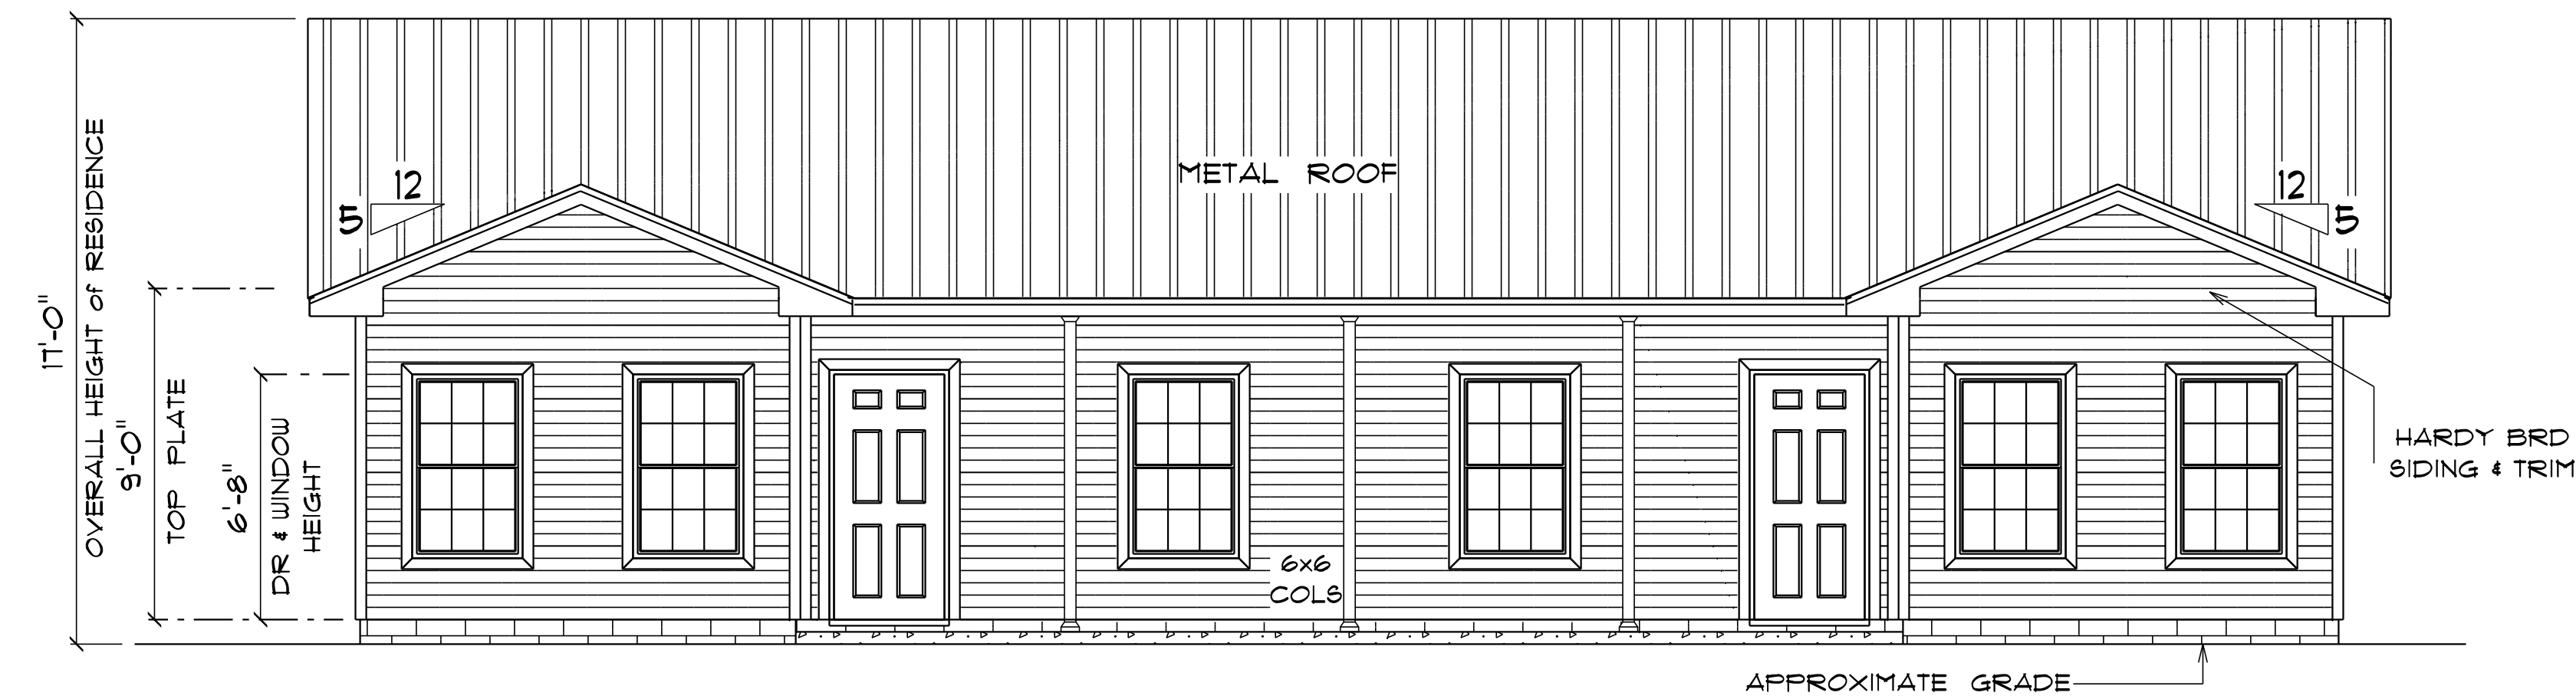 17'-0"
OVERALL HEIGHT of RESIDENCE
9'-0"
TOP PLATE
6'-8"
DR & WINDOW
HEIGHT
12
5
METAL ROOF
12
5
6x6
COLS
HARDY BRD
SIDING & TRIM
APPROXIMATE GRADE